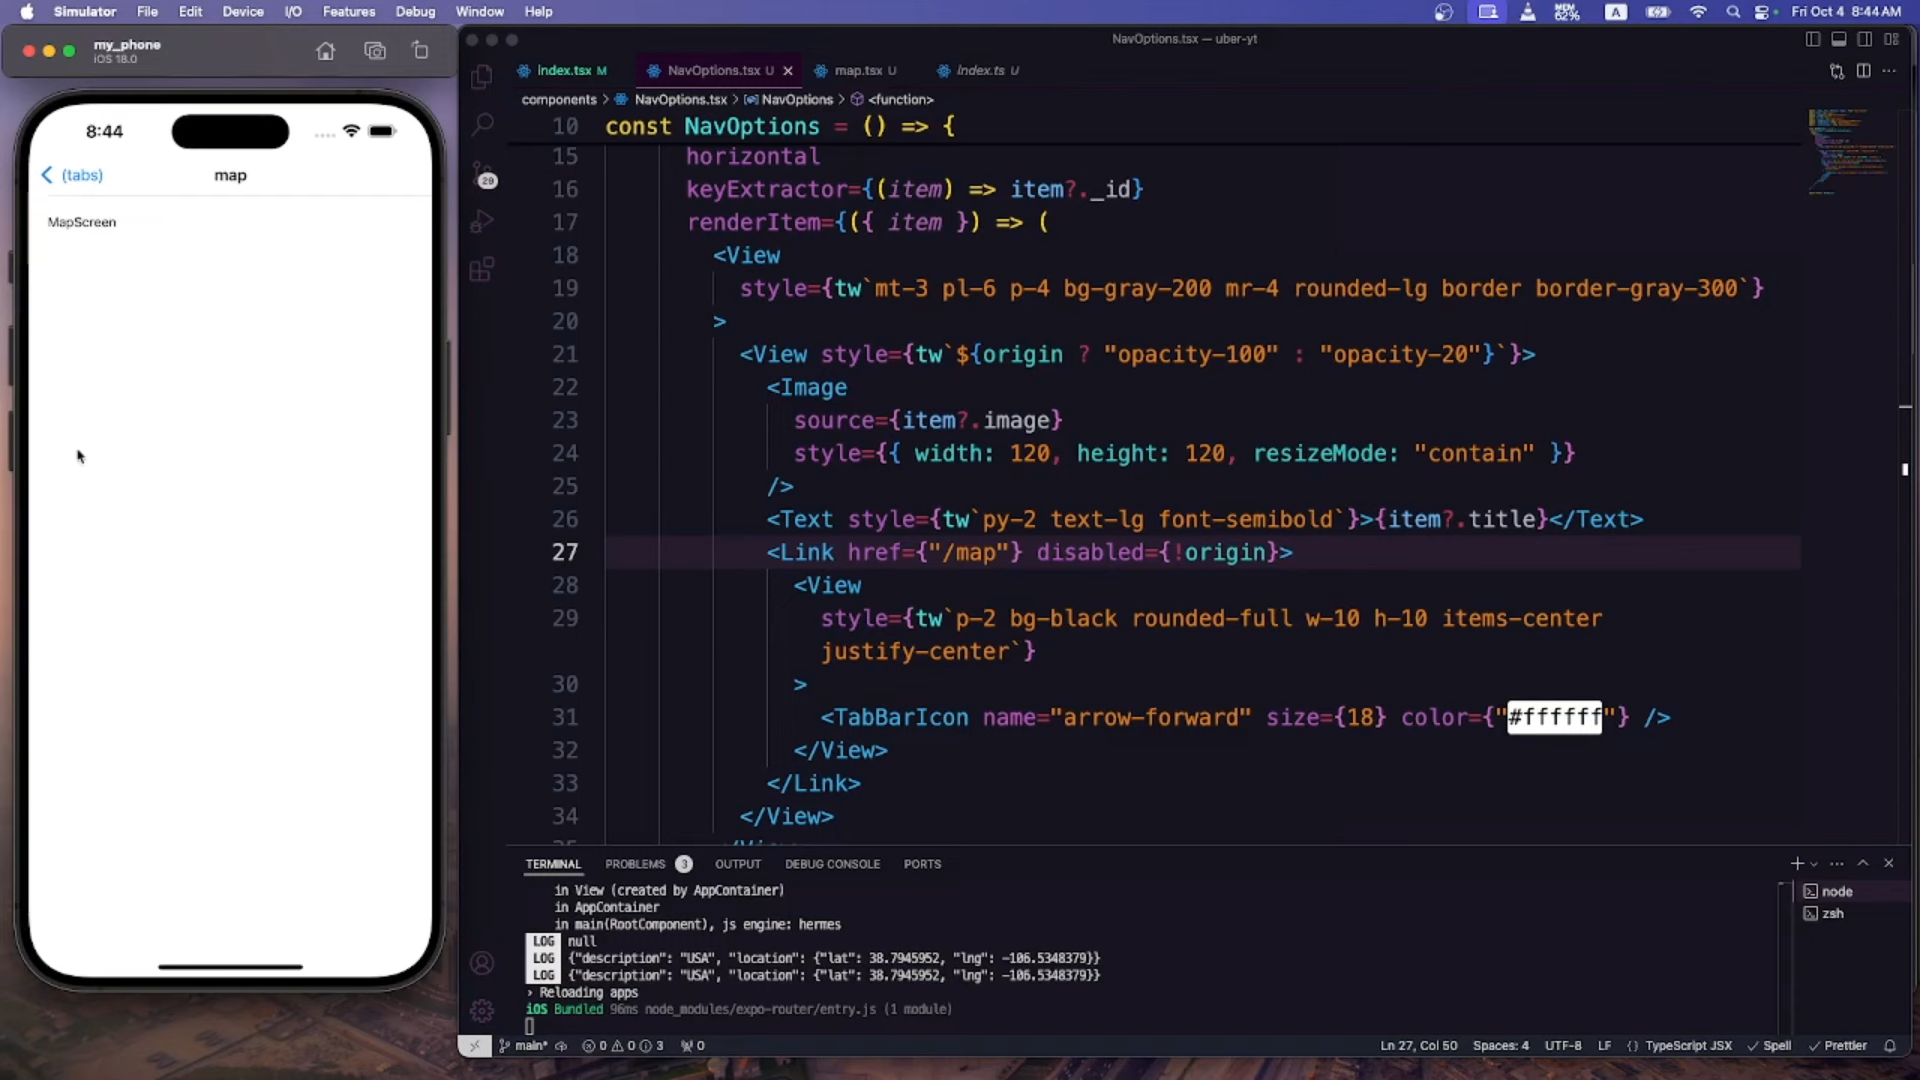 Simulator File Edit Device I/O Features Debug Window Help
MEM 62% A Fri Oct 4 8:44 AM
my_phone
iOS 18.0
8:44
(tabs)
map
MapScreen
NavOptions.tsx — uber-yt
index.tsx M
NavOptions.tsx U
map.tsx U
index.ts U
components > NavOptions.tsx > NavOptions > <function>
29
10 const NavOptions = () => {
15 horizontal
16 keyExtractor={(item) => item?._id}
17 renderItem={({ item }) => (
18 <View
19 style={tw`mt-3 pl-6 p-4 bg-gray-200 mr-4 rounded-lg border border-gray-300`}
20 >
21 <View style={tw`${origin ? "opacity-100" : "opacity-20"}`}>
22 <Image
23 source={item?.image}
24 style={{ width: 120, height: 120, resizeMode: "contain" }}
25 />
26 <Text style={tw`py-2 text-lg font-semibold`}>{item?.title}</Text>
27 <Link href={"/map"} disabled={!origin}>
28 <View
29 style={tw`p-2 bg-black rounded-full w-10 h-10 items-center
justify-center`}
30 >
31 <TabBarIcon name="arrow-forward" size={18} color={"#ffffff"} />
32 </View>
33 </Link>
34 </View>
TERMINAL PROBLEMS 3 OUTPUT DEBUG CONSOLE PORTS
in View (created by AppContainer)
in AppContainer
in main(RootComponent), js engine: hermes
LOG null
LOG {"description": "USA", "location": {"lat": 38.7945952, "lng": -106.5348379}}
LOG {"description": "USA", "location": {"lat": 38.7945952, "lng": -106.5348379}}
› Reloading apps
iOS Bundled 96ms node_modules/expo-router/entry.js (1 module)
node
zsh
main* 0 0 3 0
Ln 27, Col 50 Spaces: 4 UTF-8 LF {} TypeScript JSX Spell Prettier